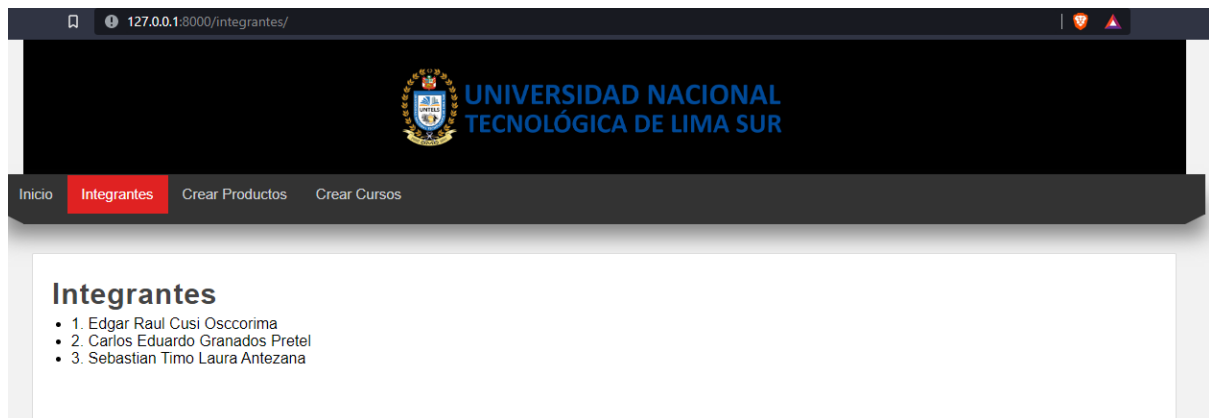 127.0.0.1:8000/integrantes/
UNTELS
UNIVERSIDAD NACIONAL
TECNOLÓGICA DE LIMA SUR
Inicio Integrantes Crear Productos Crear Cursos
Integrantes
• 1. Edgar Raul Cusi Osccorima
• 2. Carlos Eduardo Granados Pretel
• 3. Sebastian Timo Laura Antezana